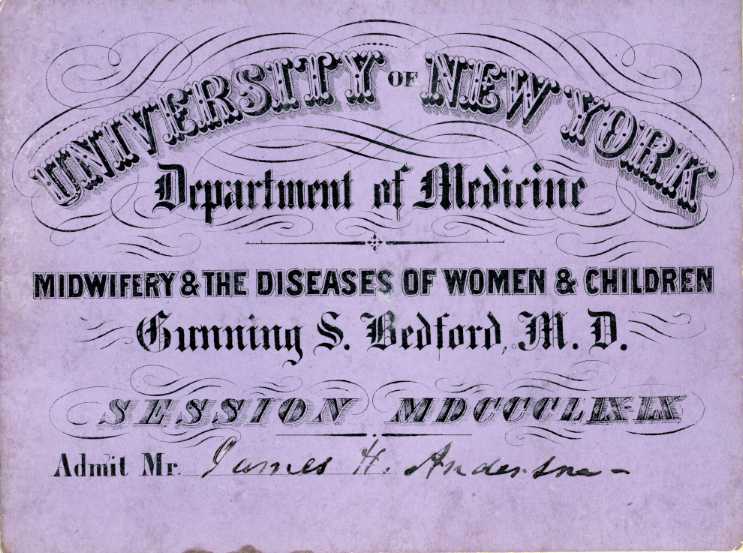 UNIVERSITY OF NEW YORK
Department of Medicine
MIDWIFERY & THE DISEASES OF WOMEN & CHILDREN
Gunning S. Bedford, M. D.
SESSION MDCCCLIX-LX
Admit Mr. James H. Anderson